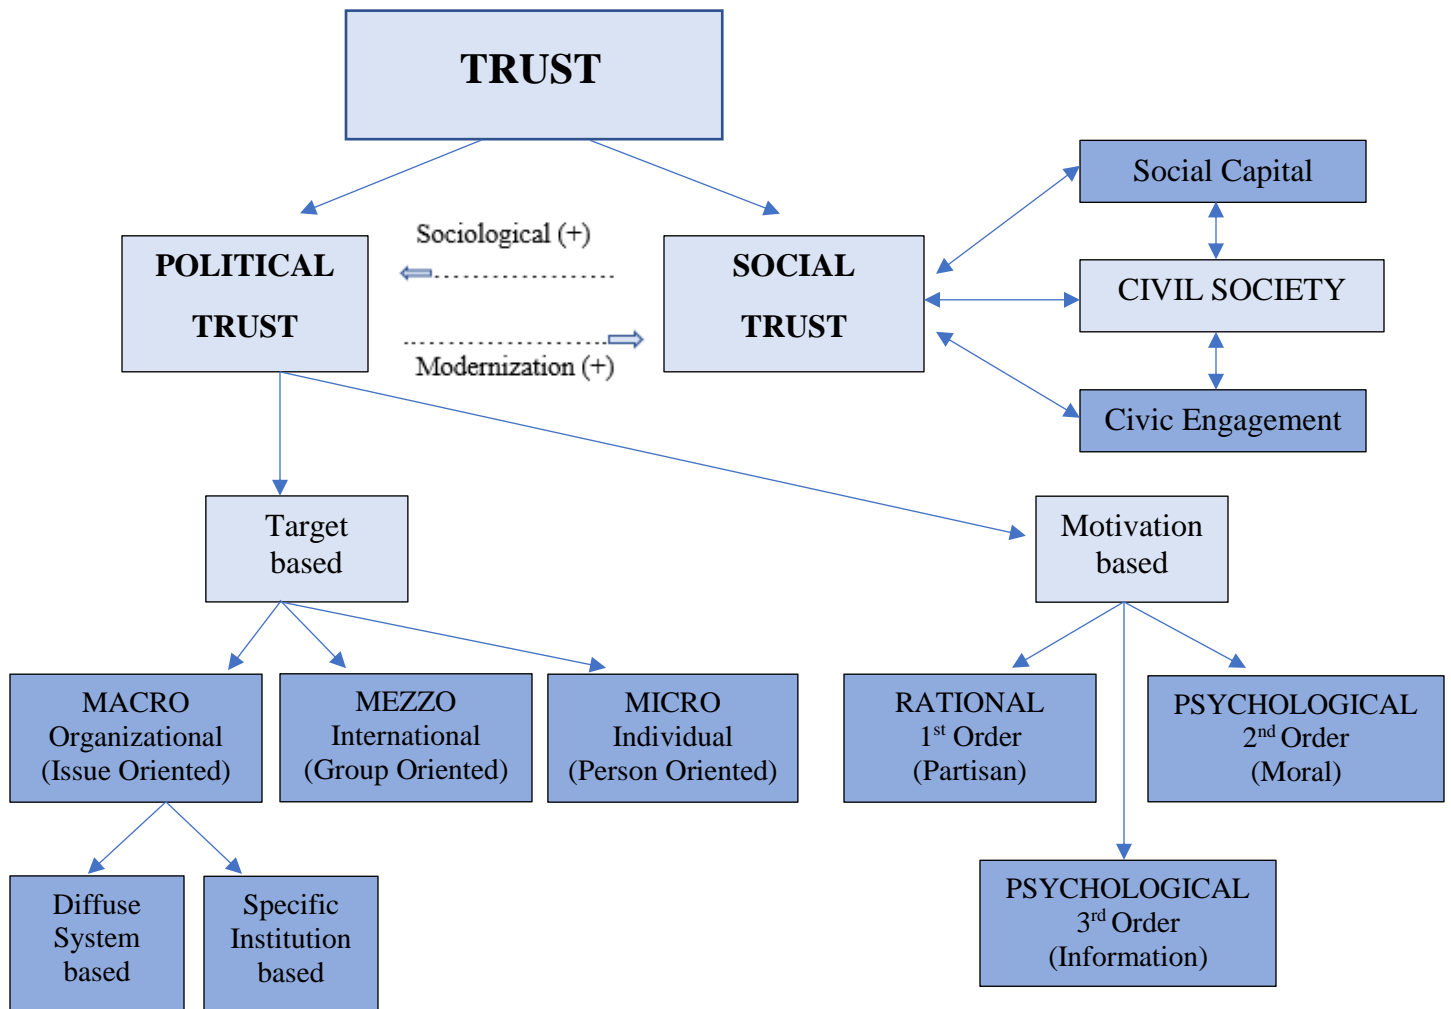 TRUST
Social Capital
Sociological (+)
POLITICAL
TRUST
SOCIAL
TRUST
CIVIL SOCIETY
Modernization (+)
Civic Engagement
Target
based
Motivation
based
MACRO
Organizational
(Issue Oriented)
MEZZO
International
(Group Oriented)
MICRO
Individual
(Person Oriented)
RATIONAL
1st Order
(Partisan)
PSYCHOLOGICAL
2nd Order
(Moral)
Diffuse
System
based
Specific
Institution
based
PSYCHOLOGICAL
3rd Order
(Information)